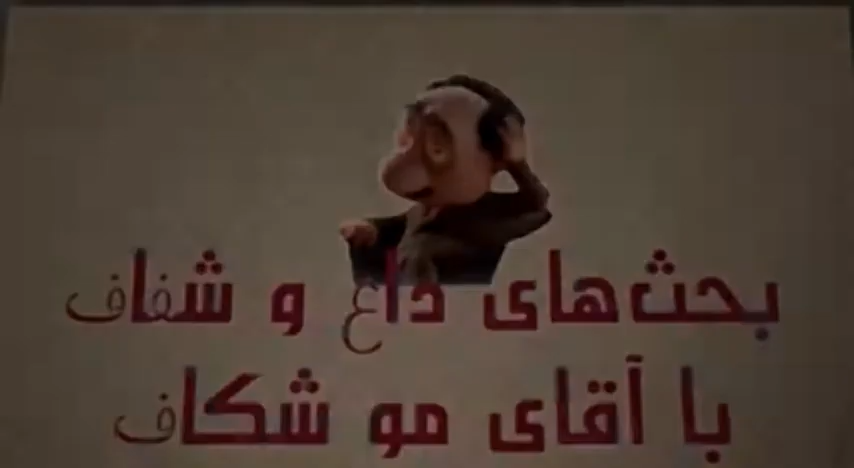 بحث‌های داغ و شفاف
با آقای مو شکاف